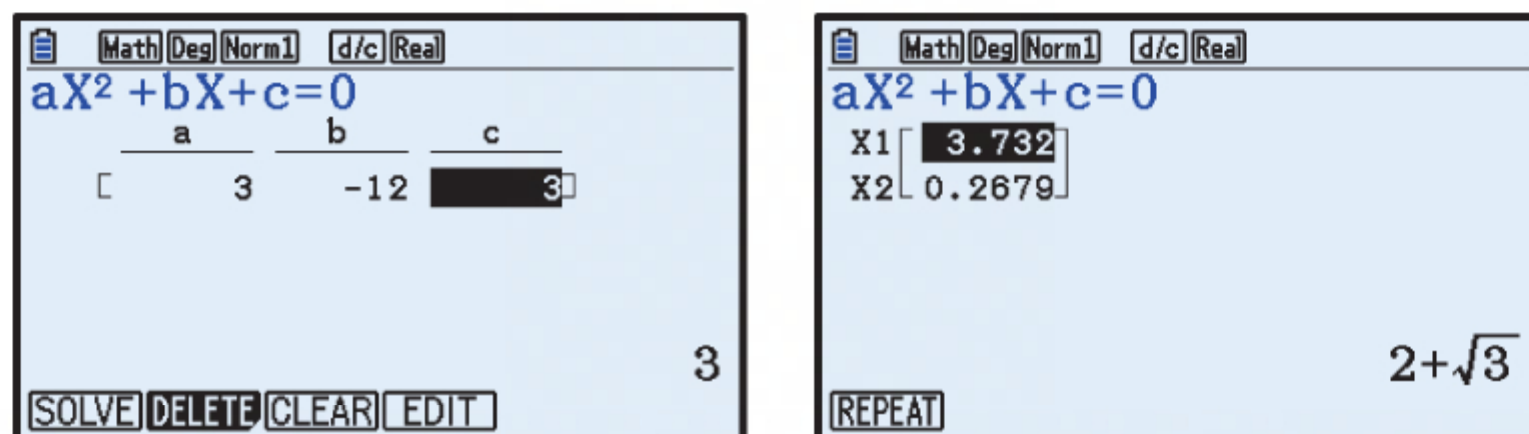 Math Deg Norm1 d/c Real
aX² +bX+c=0
a b c
[ 3 -12 3 ]
3
SOLVE DELETE CLEAR EDIT
Math Deg Norm1 d/c Real
aX² +bX+c=0
X1[ 3.732 ]
X2[ 0.2679 ]
2+√3
REPEAT